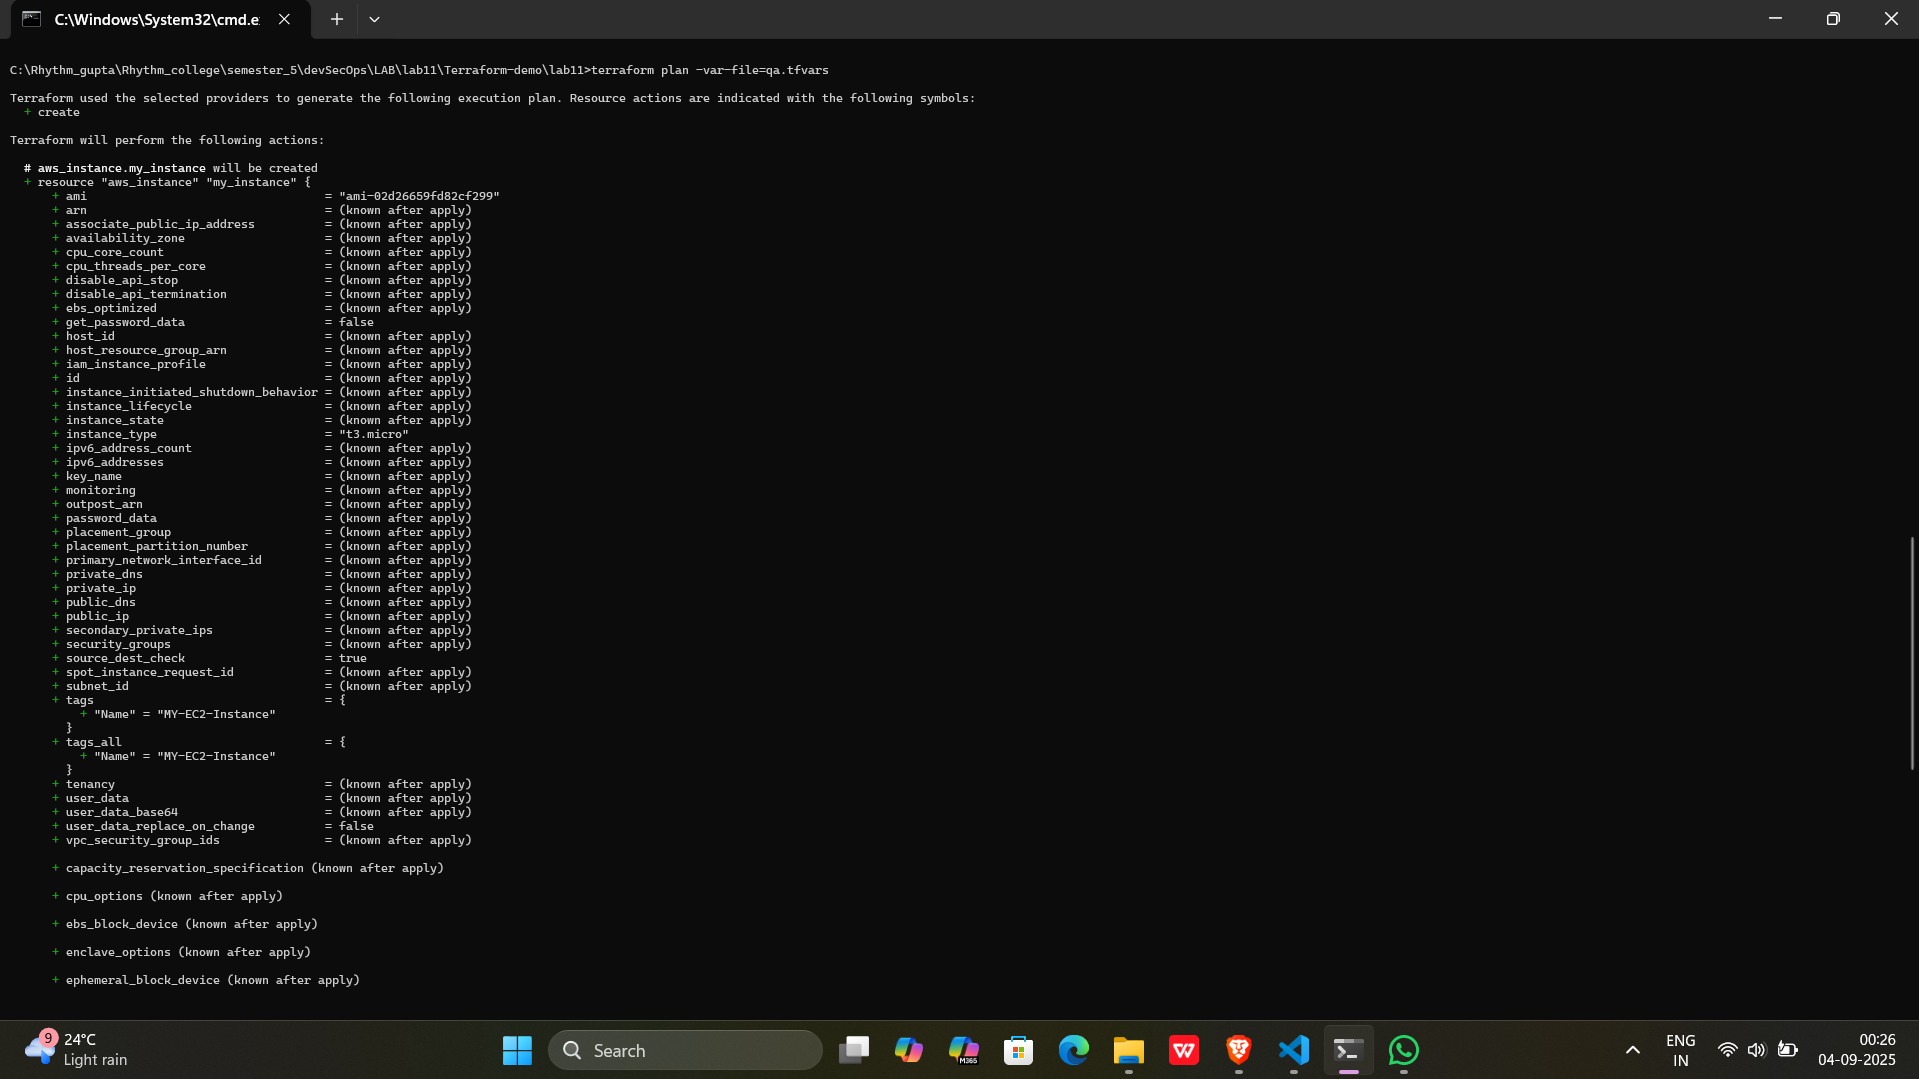 C:\Windows\System32\cmd.e
C:\Rhythm_gupta\Rhythm_college\semester_5\devSecOps\LAB\lab11\Terraform-demo\lab11>terraform plan -var-file=qa.tfvars
Terraform used the selected providers to generate the following execution plan. Resource actions are indicated with the following symbols:
+ create
Terraform will perform the following actions:
# aws_instance.my_instance will be created
+ resource "aws_instance" "my_instance" {
+ ami = "ami-02d26659fd82cf299"
+ arn = (known after apply)
+ associate_public_ip_address = (known after apply)
+ availability_zone = (known after apply)
+ cpu_core_count = (known after apply)
+ cpu_threads_per_core = (known after apply)
+ disable_api_stop = (known after apply)
+ disable_api_termination = (known after apply)
+ ebs_optimized = (known after apply)
+ get_password_data = false
+ host_id = (known after apply)
+ host_resource_group_arn = (known after apply)
+ iam_instance_profile = (known after apply)
+ id = (known after apply)
+ instance_initiated_shutdown_behavior = (known after apply)
+ instance_lifecycle = (known after apply)
+ instance_state = (known after apply)
+ instance_type = "t3.micro"
+ ipv6_address_count = (known after apply)
+ ipv6_addresses = (known after apply)
+ key_name = (known after apply)
+ monitoring = (known after apply)
+ outpost_arn = (known after apply)
+ password_data = (known after apply)
+ placement_group = (known after apply)
+ placement_partition_number = (known after apply)
+ primary_network_interface_id = (known after apply)
+ private_dns = (known after apply)
+ private_ip = (known after apply)
+ public_dns = (known after apply)
+ public_ip = (known after apply)
+ secondary_private_ips = (known after apply)
+ security_groups = (known after apply)
+ source_dest_check = true
+ spot_instance_request_id = (known after apply)
+ subnet_id = (known after apply)
+ tags = {
+ "Name" = "MY-EC2-Instance"
}
+ tags_all = {
+ "Name" = "MY-EC2-Instance"
}
+ tenancy = (known after apply)
+ user_data = (known after apply)
+ user_data_base64 = (known after apply)
+ user_data_replace_on_change = false
+ vpc_security_group_ids = (known after apply)
+ capacity_reservation_specification (known after apply)
+ cpu_options (known after apply)
+ ebs_block_device (known after apply)
+ enclave_options (known after apply)
+ ephemeral_block_device (known after apply)
9
24°C
Light rain
Search
M365
W
ENG
IN
00:26
04-09-2025